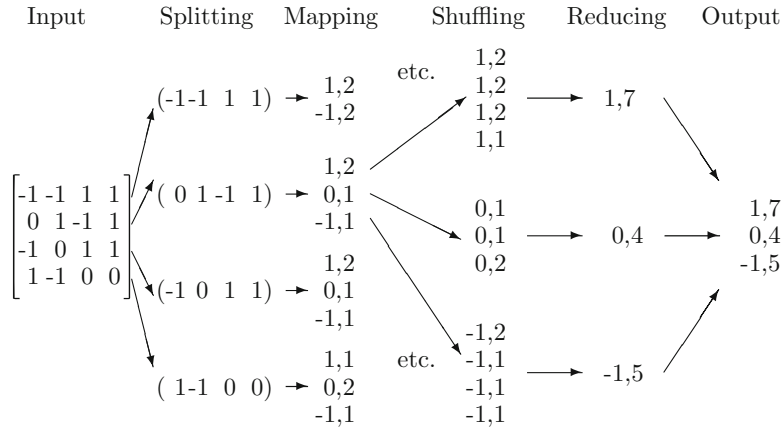 Input Splitting Mapping Shuffling Reducing Output
-1 -1 1 1
0 1 -1 1
-1 0 1 1
1 -1 0 0
(-1 -1 1 1)
( 0 1 -1 1)
(-1 0 1 1)
( 1 -1 0 0)
1,2
-1,2
1,2
0,1
-1,1
1,2
0,1
-1,1
1,1
0,2
-1,1
etc.
etc.
1,2
1,2
1,2
1,1
0,1
0,1
0,2
-1,2
-1,1
-1,1
-1,1
1,7
0,4
-1,5
1,7
0,4
-1,5